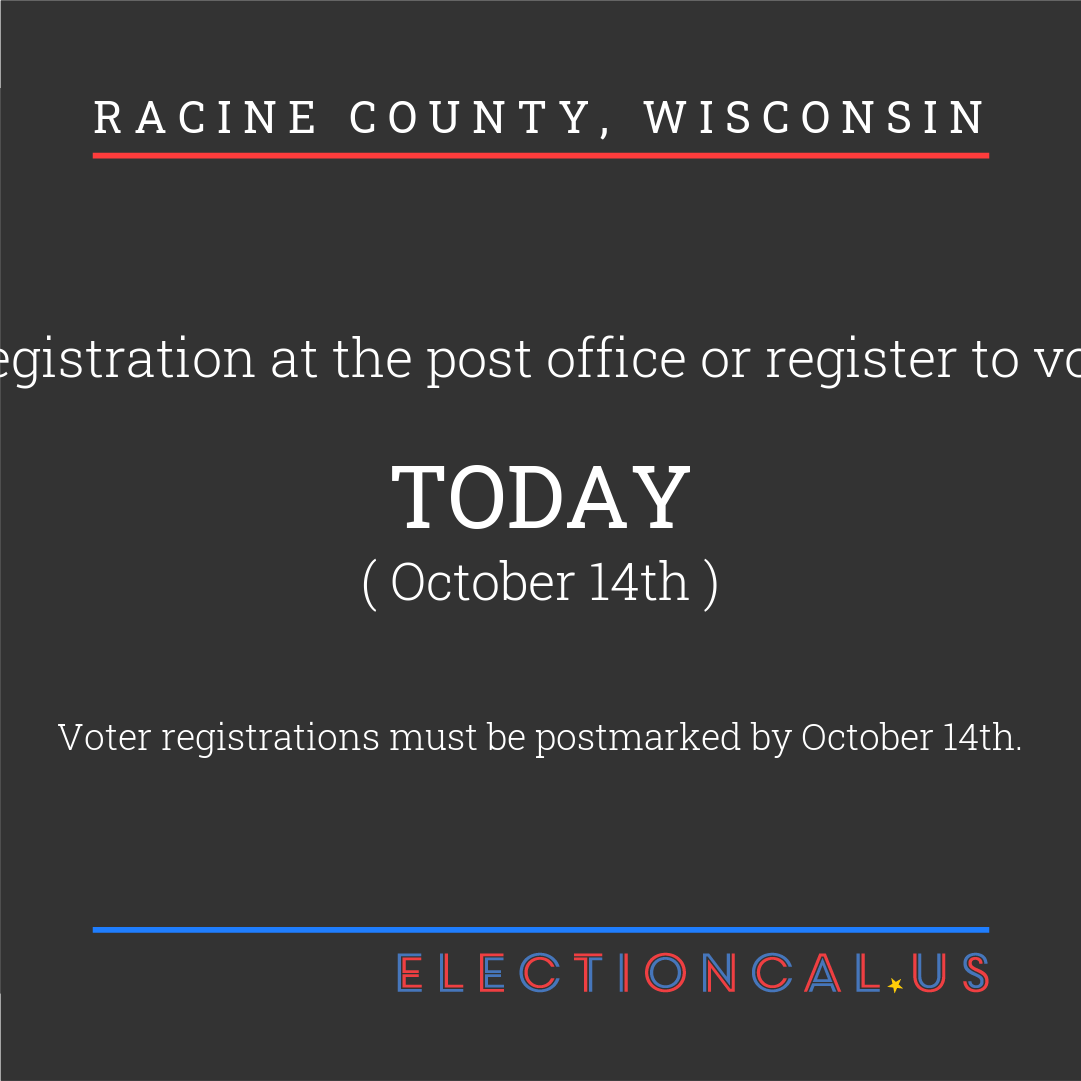 RACINE COUNTY, WISCONSIN
egistration at the post office or register to vo
TODAY
( October 14th )
Voter registrations must be postmarked by October 14th.
ELECTIONCAL.US